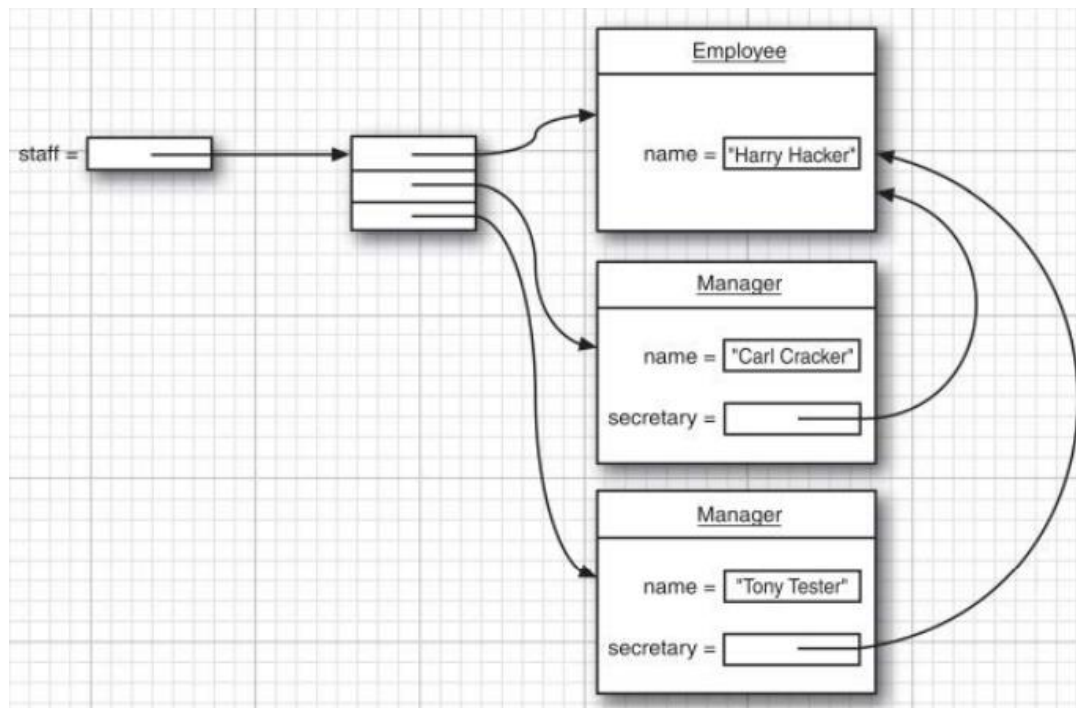 Employee
staff =
name = "Harry Hacker"
Manager
name = "Carl Cracker"
secretary =
Manager
name = "Tony Tester"
secretary =